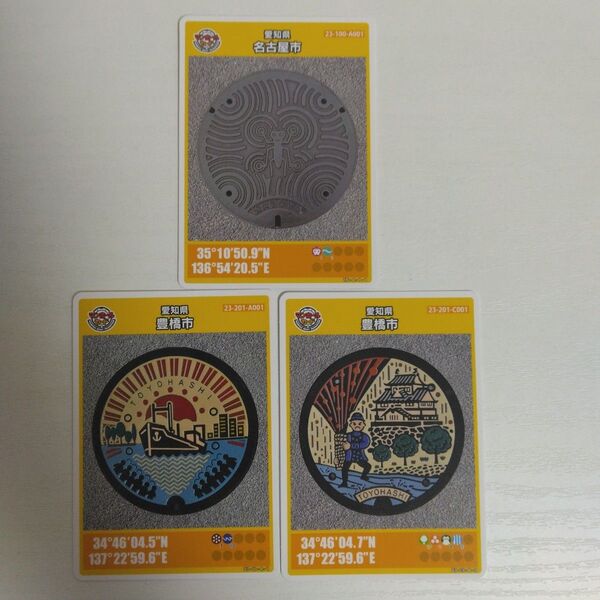 愛知県
23-100-A001
名古屋市
35°10'50.9"N
136°54'20.5"E
愛知県
23-201-A001
豊橋市
TOYOHASHI
34°46'04.5"N
137°22'59.6"E
愛知県
23-201-C001
豊橋市
TOYOHASHI
34°46'04.7"N
137°22'59.6"E